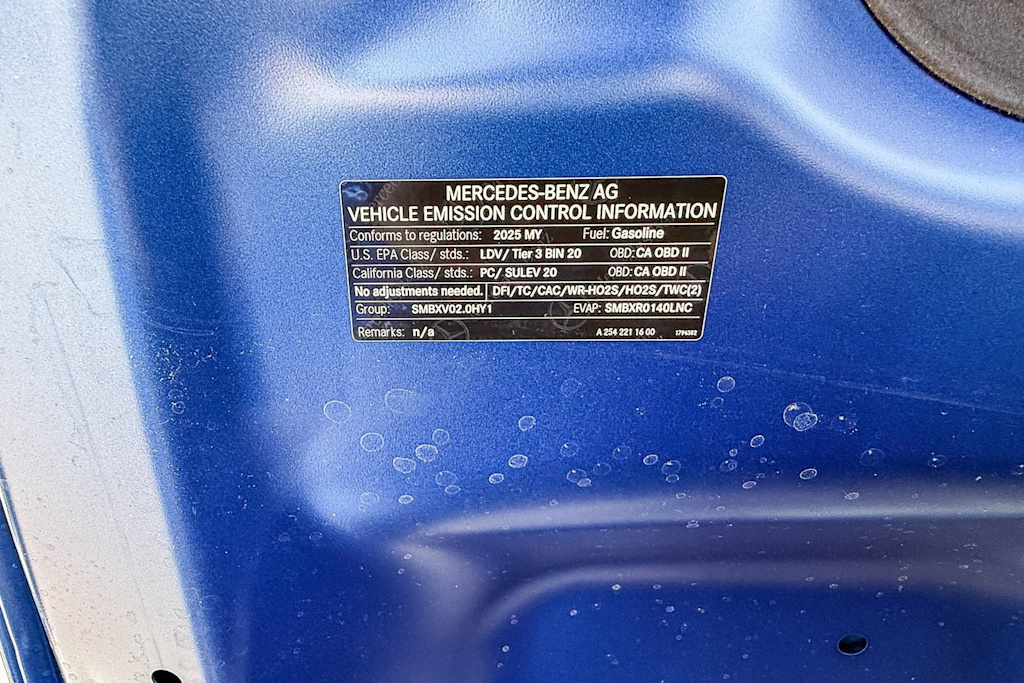 MERCEDES-BENZ AG
VEHICLE EMISSION CONTROL INFORMATION
Conforms to regulations: 2025 MY Fuel: Gasoline
U.S. EPA Class/ stds.: LDV/ Tier 3 BIN 20 OBD: CA OBD II
California Class/ stds.: PC/ SULEV 20 OBD: CA OBD II
No adjustments needed. DFI/TC/CAC/WR-HO2S/HO2S/TWC(2)
Group: SMBXV02.0HY1 EVAP: SMBXR0140LNC
Remarks: n/a A 254 221 16 00 1794382